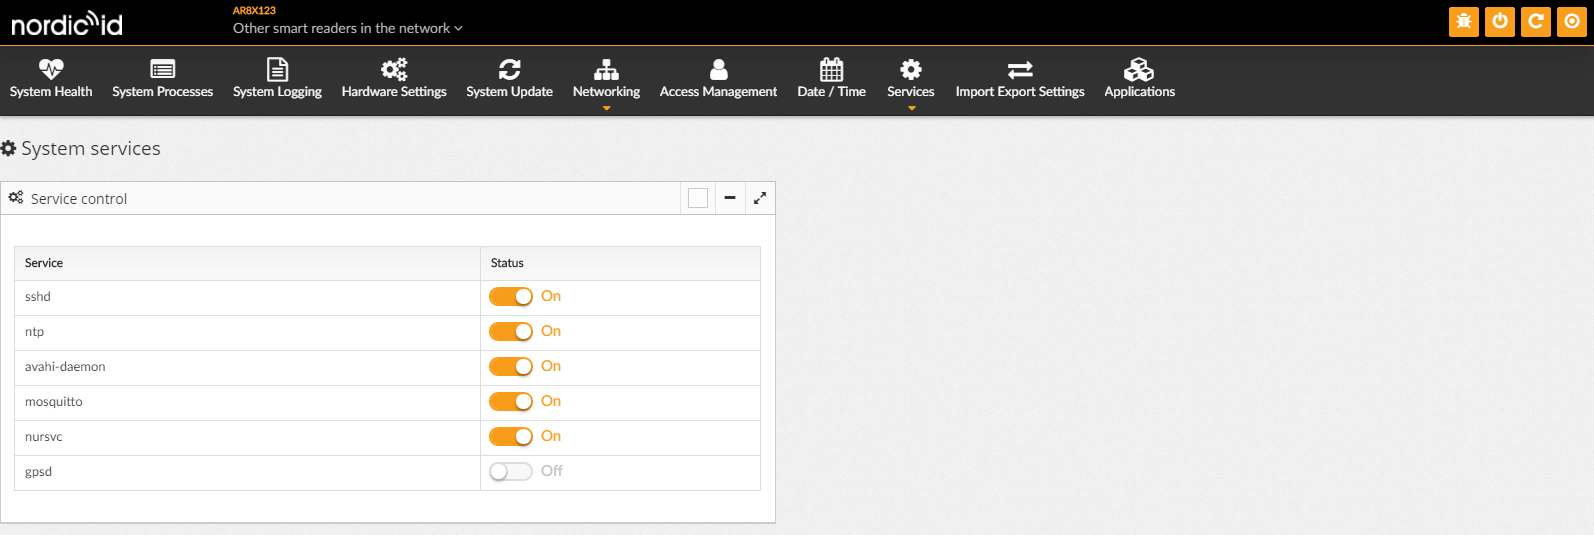 nordic id
AR8X123
Other smart readers in the network
System Health System Processes System Logging Hardware Settings System Update Networking Access Management Date / Time Services Import Export Settings Applications
System services
Service control
Service Status
sshd On
ntp On
avahi-daemon On
mosquitto On
nursvc On
gpsd Off